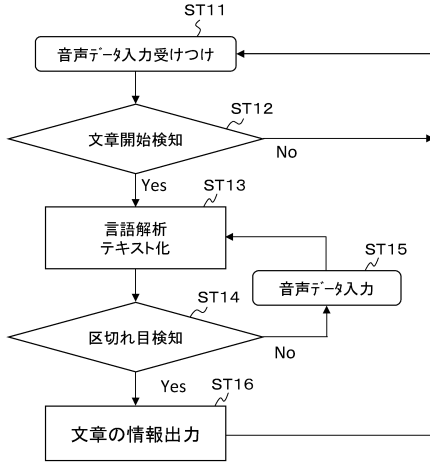 ST11
音声ﾃﾞｰﾀ入力受けつけ
ST12
文章開始検知
No
Yes
ST13
言語解析
テキスト化
ST15
音声ﾃﾞｰﾀ入力
ST14
区切れ目検知
No
Yes
ST16
文章の情報出力